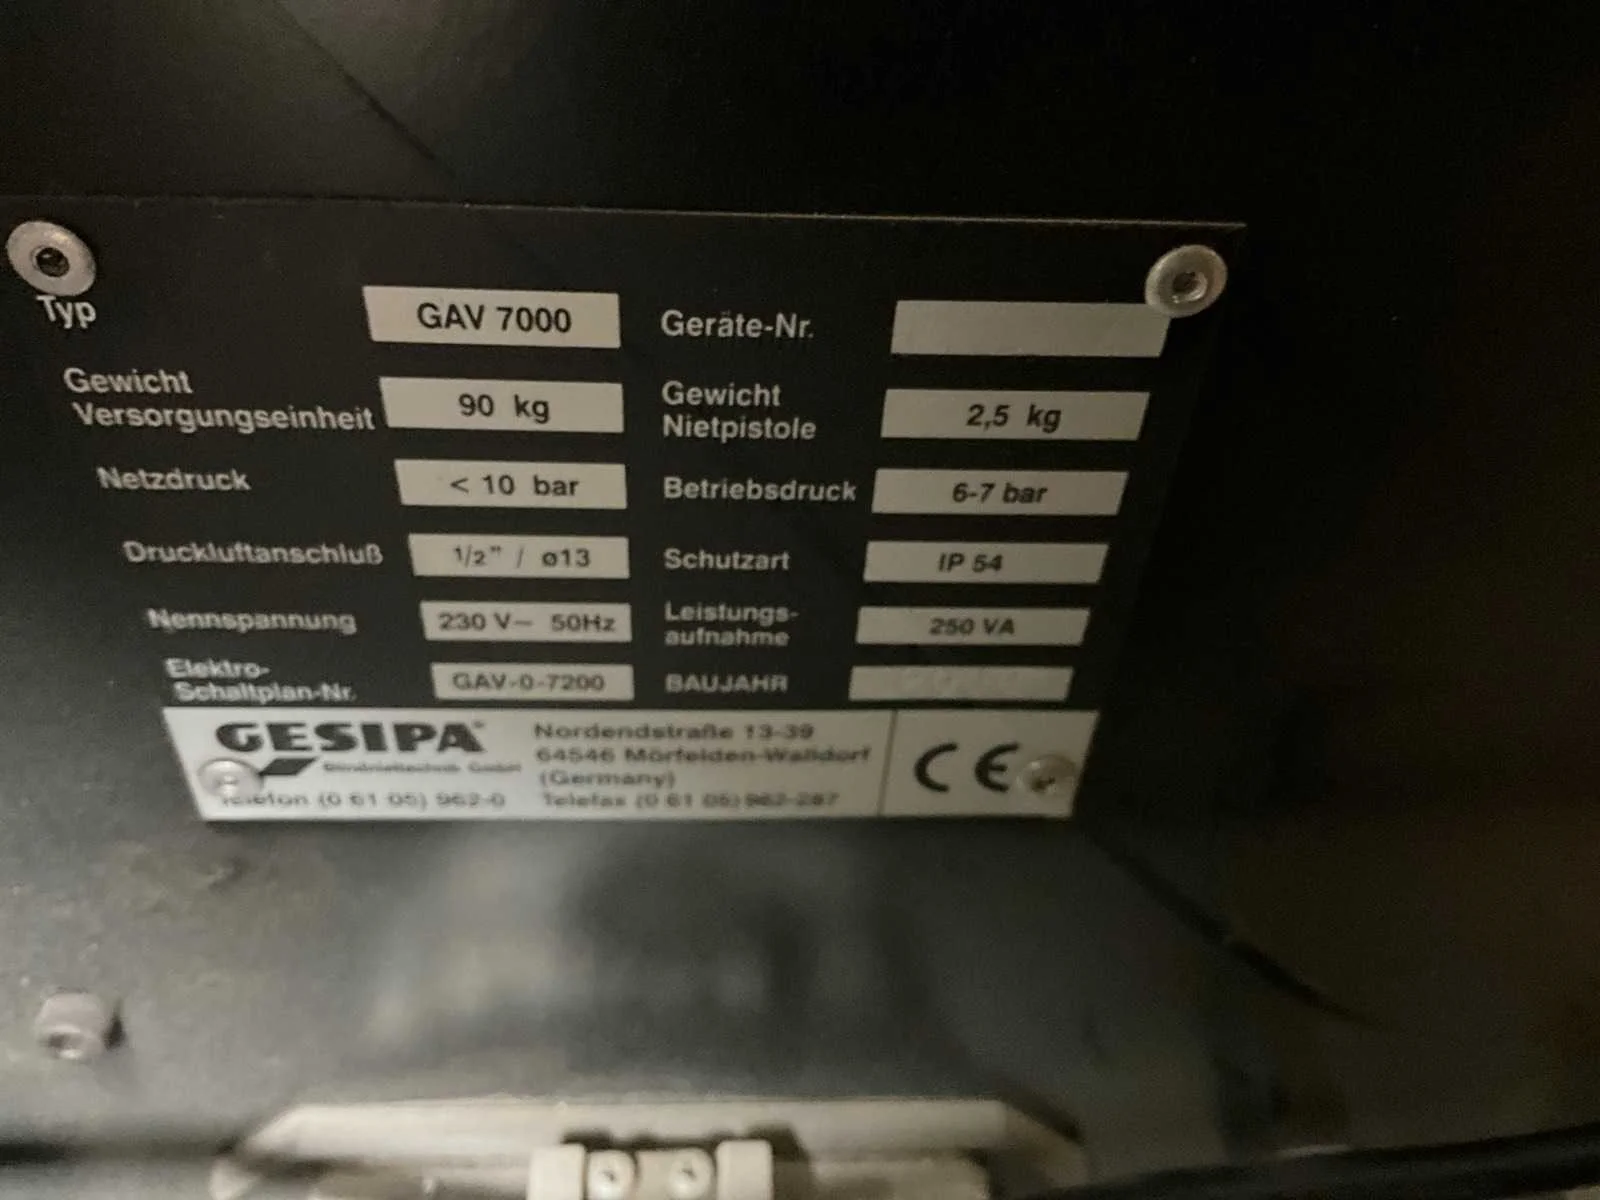 Typ GAV 7000 Geräte-Nr.
Gewicht
Versorgungseinheit 90 kg
Gewicht
Nietpistole 2,5 kg
Netzdruck < 10 bar Betriebsdruck 6-7 bar
Druckluftanschluß 1/2" / ø13 Schutzart IP 54
Nennspannung 230 V~ 50Hz
Leistungs-
aufnahme 250 VA
Elektro-
Schaltplan-Nr. GAV-0-7200 BAUJAHR
GESIPA®
Blindniettechnik GmbH
Nordendstraße 13-39
64546 Mörfelden-Walldorf
(Germany)
Telefon (0 61 05) 962-0 Telefax (0 61 05) 962-287
CE